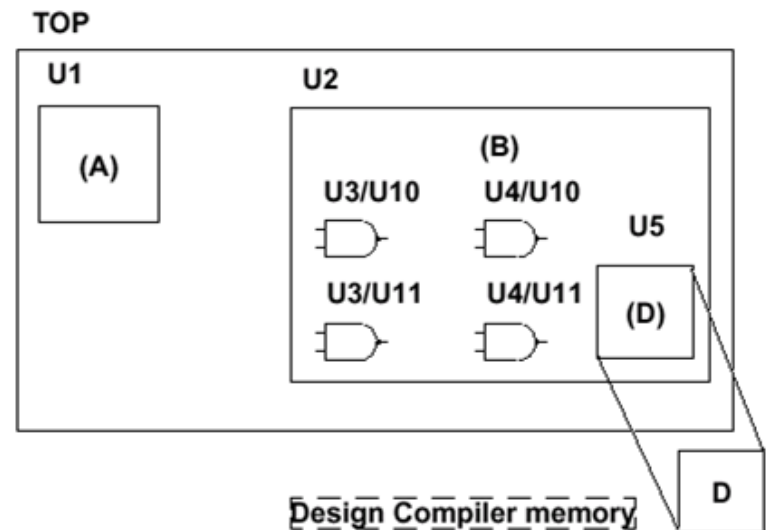 TOP
U1
U2
(A)
(B)
U3/U10 U4/U10
U5
U3/U11 U4/U11
(D)
D
Design Compiler memory